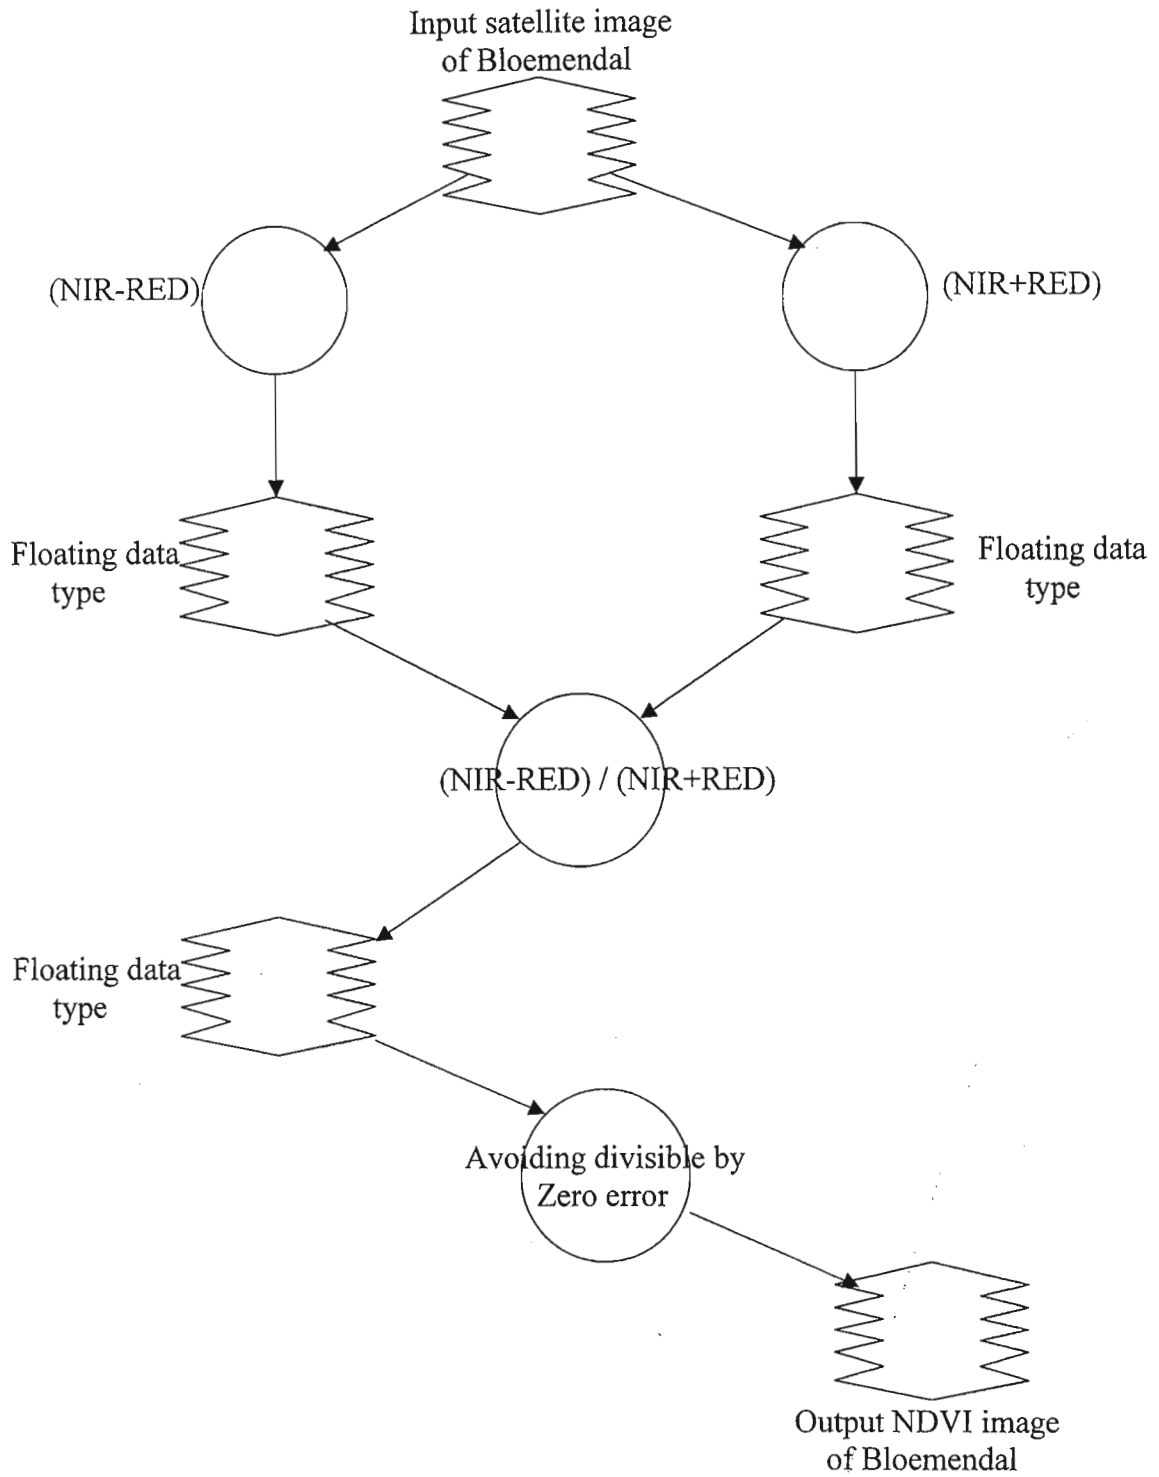 Input satellite image
of Bloemendal
(NIR-RED)
(NIR+RED)
Floating data
type
Floating data
type
(NIR-RED) / (NIR+RED)
Floating data
type
Avoiding divisible by
Zero error
Output NDVI image
of Bloemendal